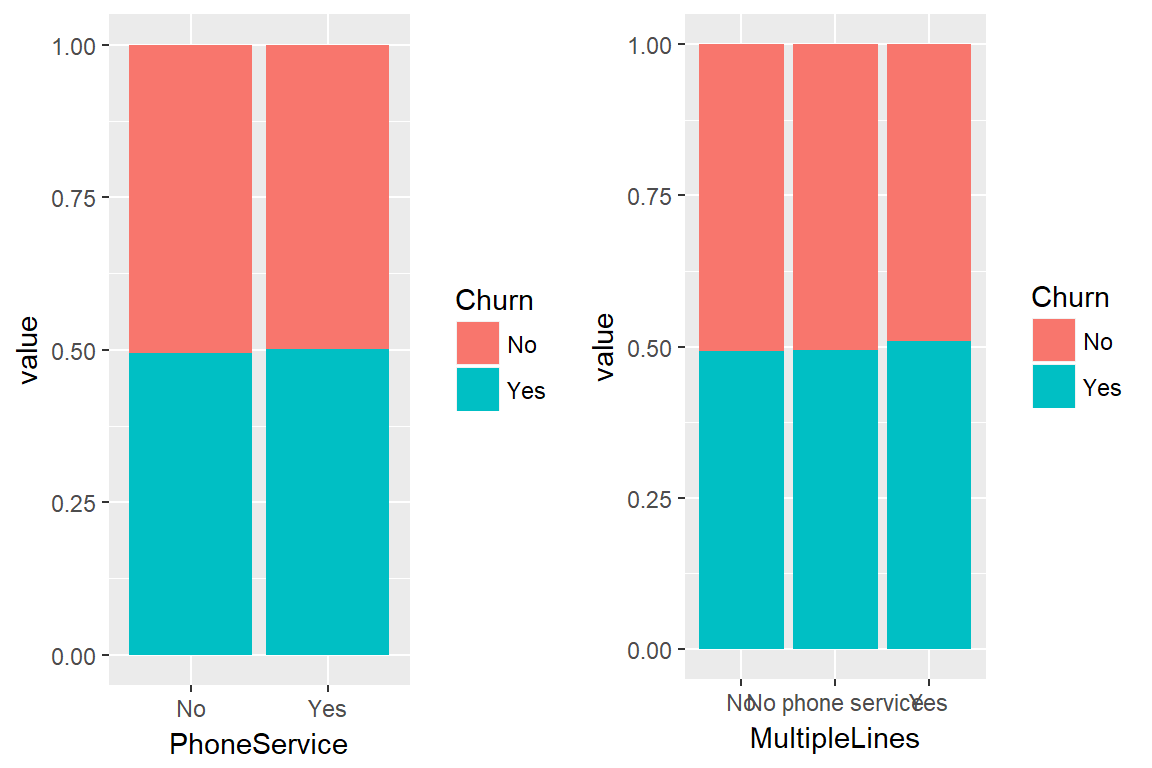 1.00
0.75
0.50
0.25
0.00
value
No Yes
PhoneService
Churn
No
Yes
1.00
0.75
0.50
0.25
0.00
value
No No phone service Yes
MultipleLines
Churn
No
Yes